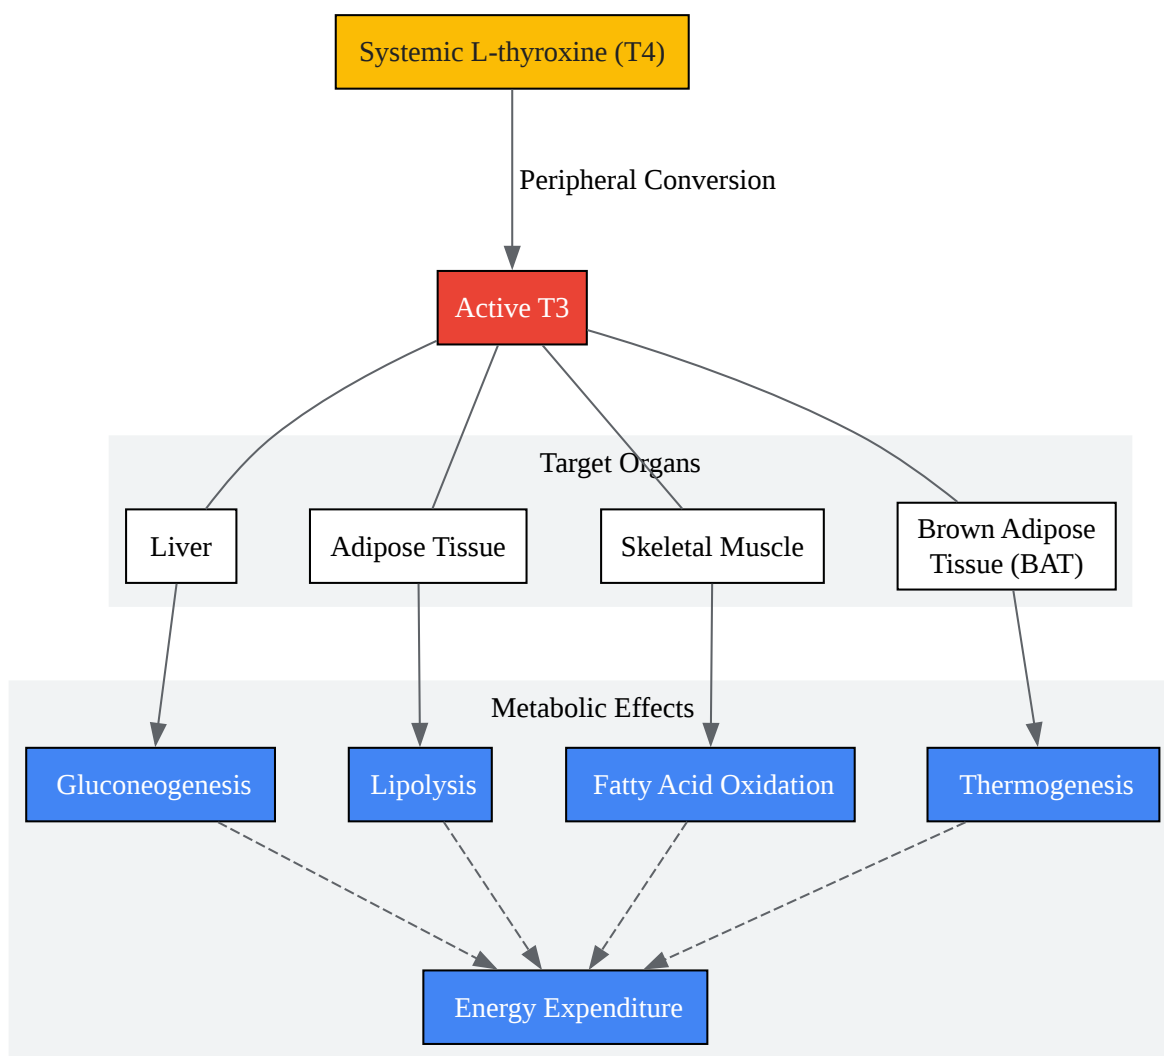 Systemic L-thyroxine (T4)
Peripheral Conversion
Active T3
Target Organs
Liver
Adipose Tissue
Skeletal Muscle
Brown Adipose
Tissue (BAT)
Metabolic Effects
Gluconeogenesis
Lipolysis
Fatty Acid Oxidation
Thermogenesis
Energy Expenditure